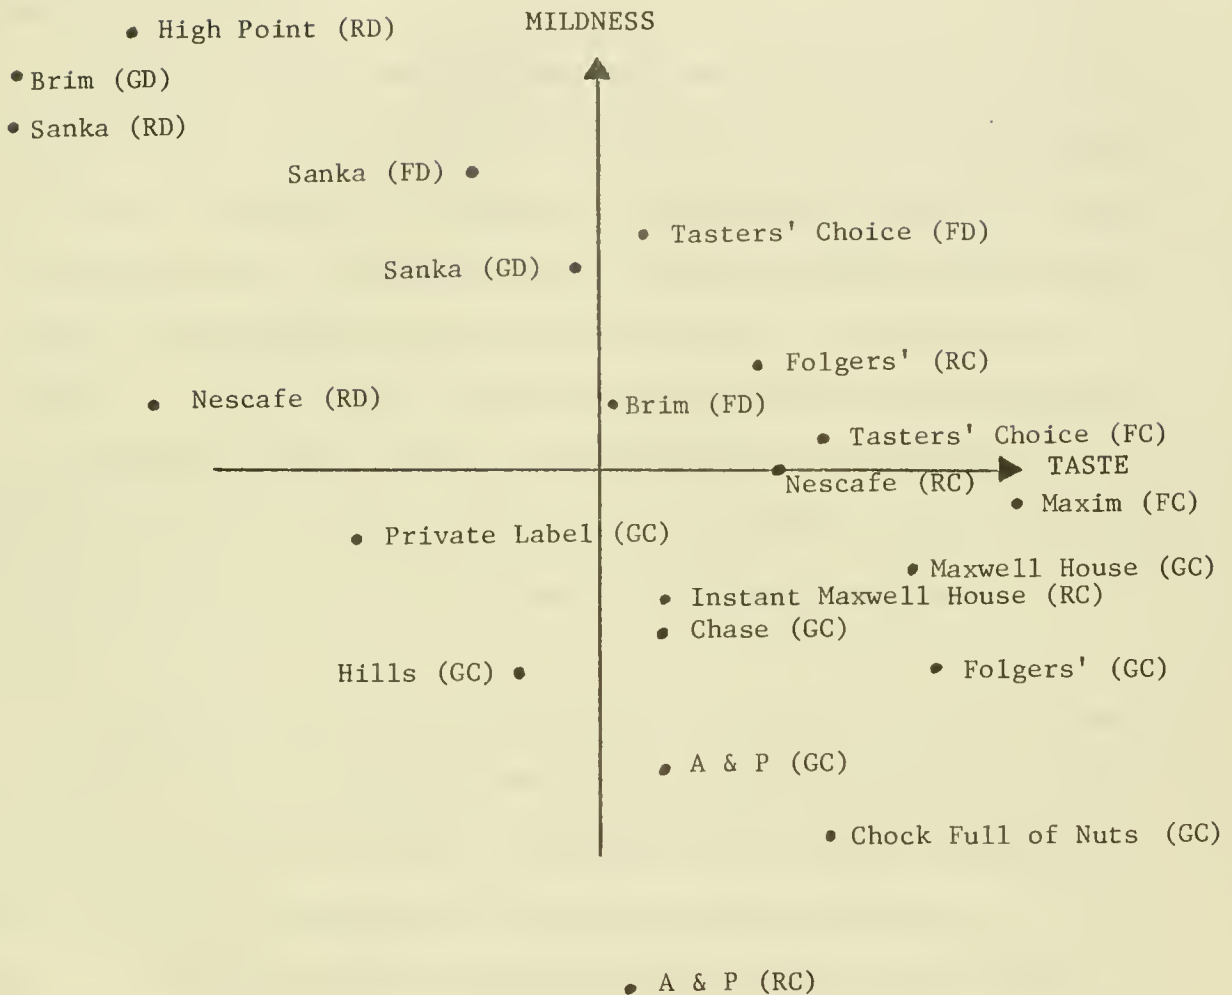 MILDNESS
High Point (RD)
Brim (GD)
Sanka (RD)
Sanka (FD)
Tasters' Choice (FD)
Sanka (GD)
Folgers' (RC)
Nescafe (RD)
Brim (FD)
Tasters' Choice (FC)
TASTE
Nescafe (RC)
Maxim (FC)
Private Label (GC)
Maxwell House (GC)
Instant Maxwell House (RC)
Chase (GC)
Hills (GC)
Folgers' (GC)
A & P (GC)
Chock Full of Nuts (GC)
A & P (RC)